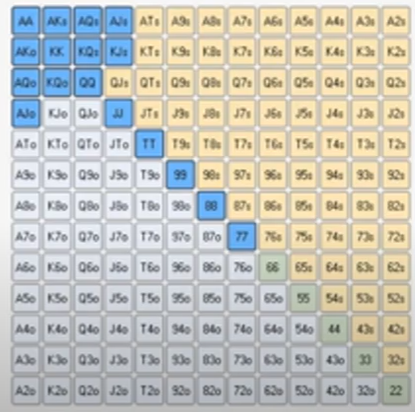 AA AKs AQs AJs ATs A9s A8s A7s A6s A5s A4s A3s A2s
AKo KK KQs KJs KTs K9s K8s K7s K6s K5s K4s K3s K2s
AQo KQo QQ QJs QTs Q9s Q8s Q7s Q6s Q5s Q4s Q3s Q2s
AJo KJo QJo JJ JTs J9s J8s J7s J6s J5s J4s J3s J2s
ATo KTo QTo JTo TT T9s T8s T7s T6s T5s T4s T3s T2s
A9o K9o Q9o J9o T9o 99 98s 97s 96s 95s 94s 93s 92s
A8o K8o Q8o J8o T8o 98o 88 87s 86s 85s 84s 83s 82s
A7o K7o Q7o J7o T7o 97o 87o 77 76s 75s 74s 73s 72s
A6o K6o Q6o J6o T6o 96o 86o 76o 66 65s 64s 63s 62s
A5o K5o Q5o J5o T5o 95o 85o 75o 65o 55 54s 53s 52s
A4o K4o Q4o J4o T4o 94o 84o 74o 64o 54o 44 43s 42s
A3o K3o Q3o J3o T3o 93o 83o 73o 63o 53o 43o 33 32s
A2o K2o Q2o J2o T2o 92o 82o 72o 62o 52o 42o 32o 22